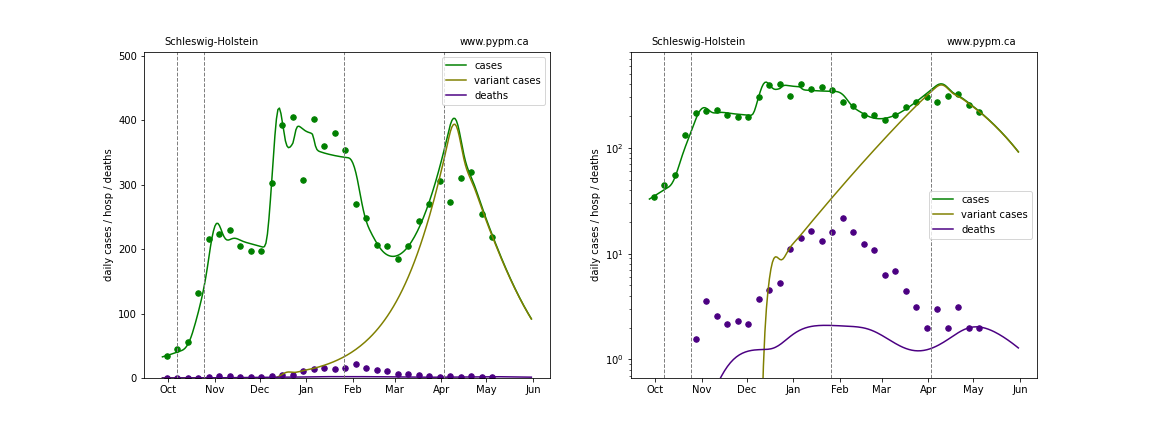 Schleswig-Holstein www.pypm.ca
500
400
300
200
100
0
daily cases / hosp / deaths
cases
variant cases
deaths
Oct Nov Dec Jan Feb Mar Apr May Jun
Schleswig-Holstein www.pypm.ca
10²
10¹
10⁰
daily cases / hosp / deaths
cases
variant cases
deaths
Oct Nov Dec Jan Feb Mar Apr May Jun